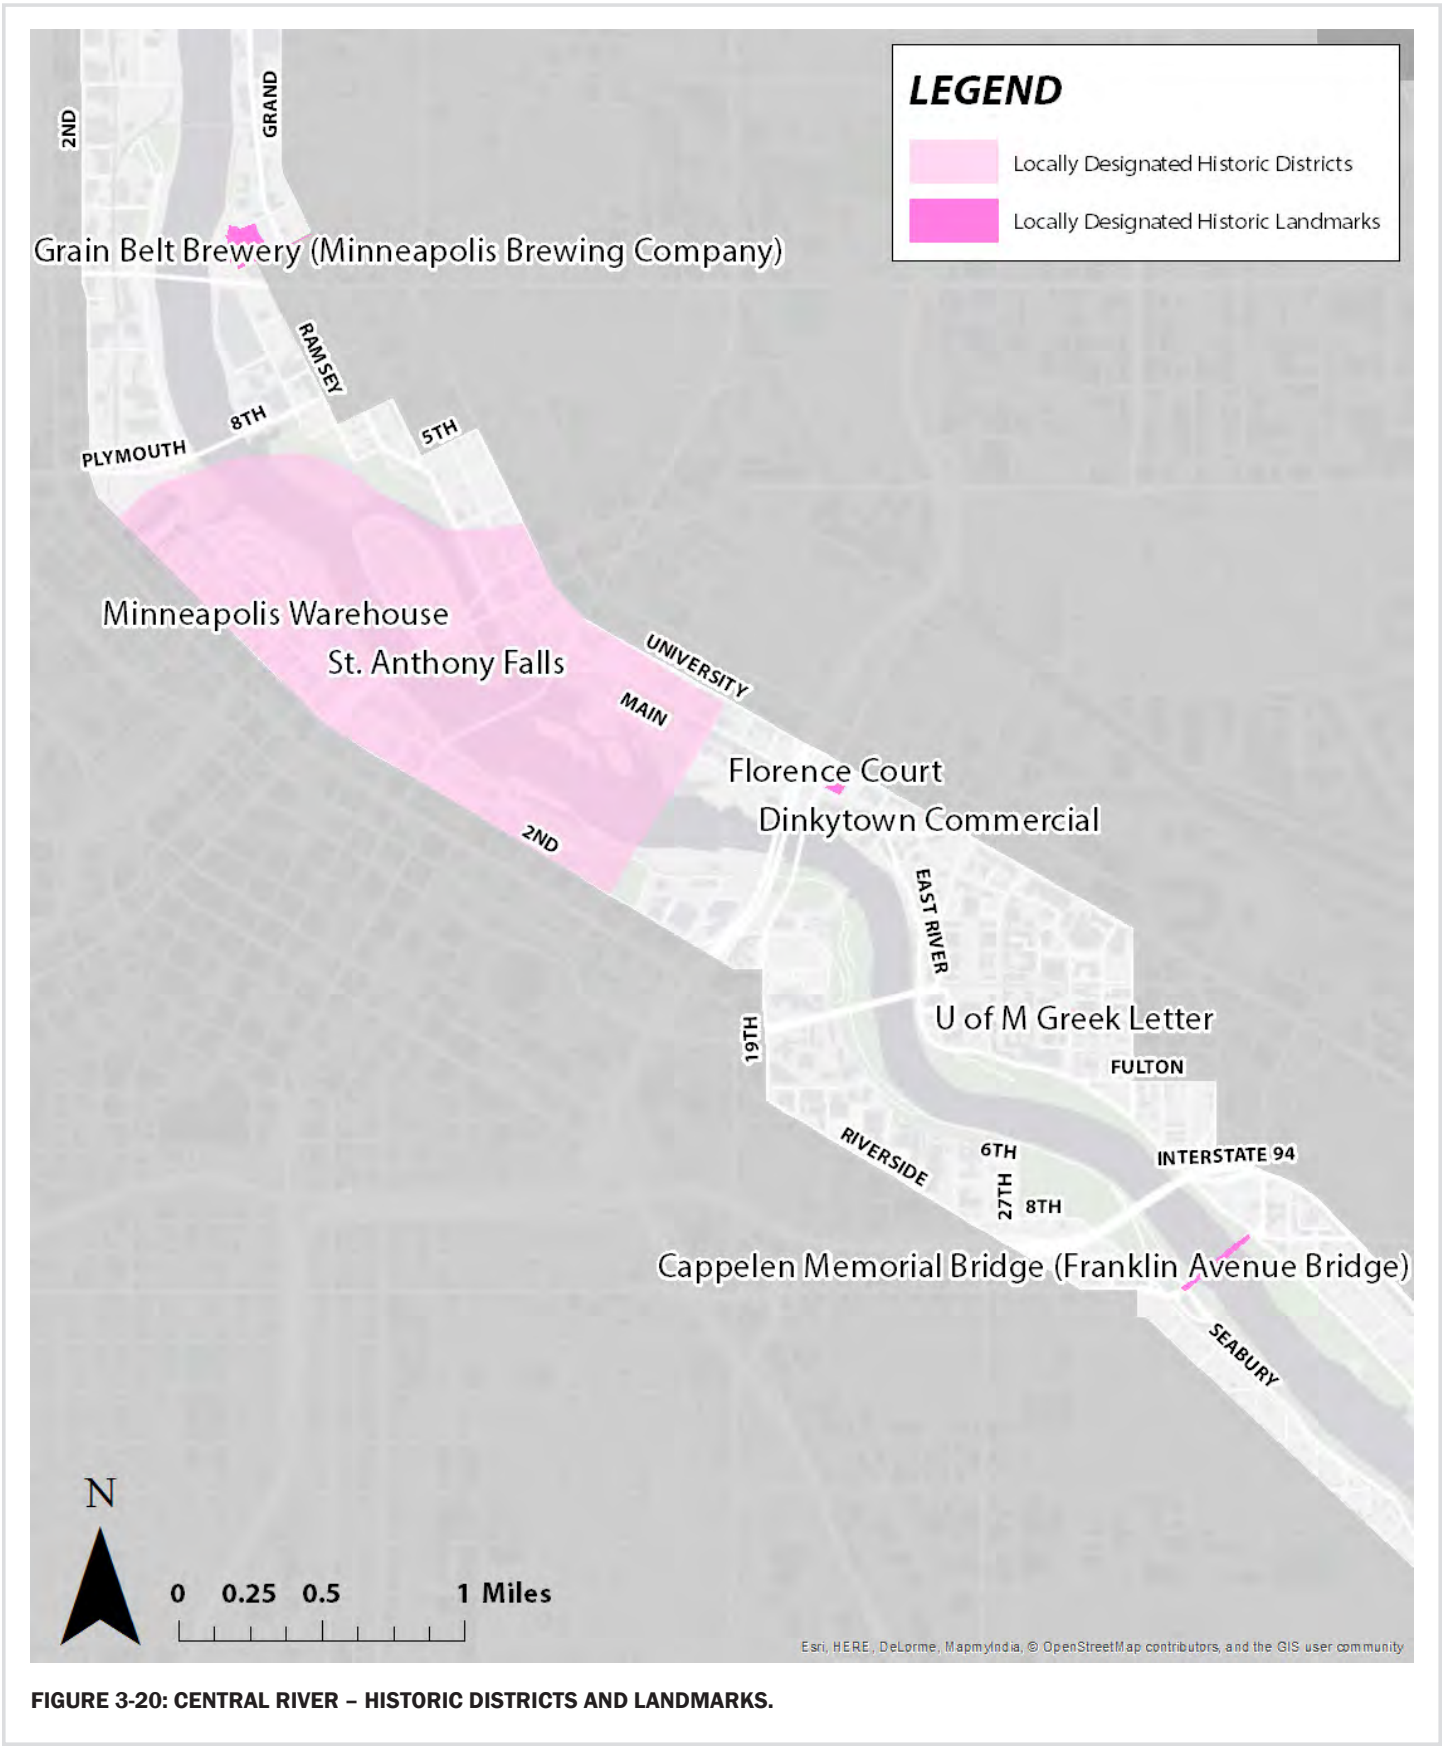 LEGEND
Locally Designated Historic Districts
Locally Designated Historic Landmarks
2ND
GRAND
Grain Belt Brewery (Minneapolis Brewing Company)
RAMSEY
8TH
5TH
PLYMOUTH
Minneapolis Warehouse
St. Anthony Falls
UNIVERSITY
MAIN
Florence Court
Dinkytown Commercial
2ND
EAST RIVER
19TH
U of M Greek Letter
FULTON
RIVERSIDE
6TH
INTERSTATE 94
27TH
8TH
Cappelen Memorial Bridge (Franklin Avenue Bridge)
SEABURY
N
0 0.25 0.5 1 Miles
Esri, HERE, DeLorme, MapmyIndia, © OpenStreetMap contributors, and the GIS user community
FIGURE 3-20: CENTRAL RIVER – HISTORIC DISTRICTS AND LANDMARKS.